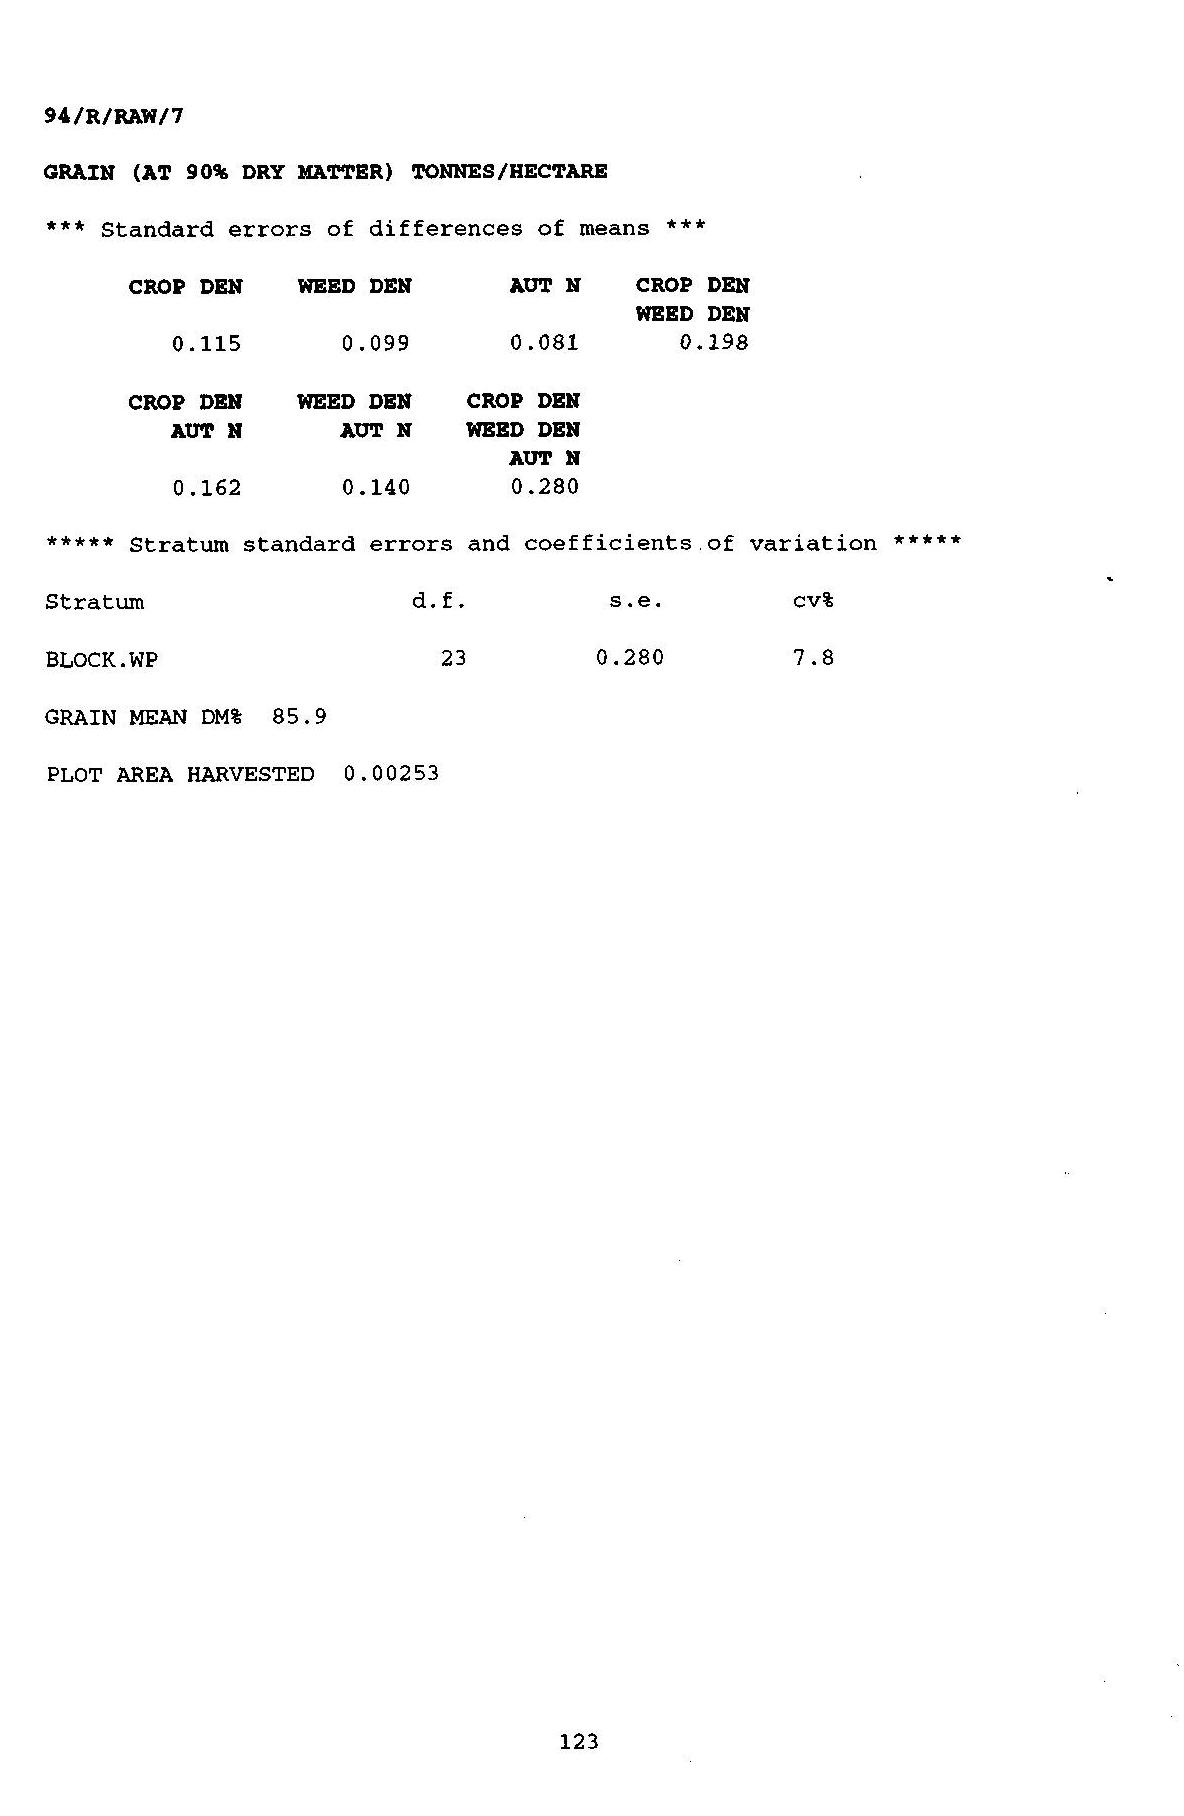 94/R/RAW/7
GRAIN (AT 90% DRY MATTER) TONNES/HECTARE
*** Standard errors of differences of means ***
CROP DEN WEED DEN AUT N CROP DEN
WEED DEN
0.115 0.099 0.081 0.198
CROP DEN WEED DEN CROP DEN
AUT N AUT N WEED DEN
AUT N
0.162 0.140 0.280
***** Stratum standard errors and coefficients of variation *****
Stratum d.f. s.e. cv%
BLOCK.WP 23 0.280 7.8
GRAIN MEAN DM% 85.9
PLOT AREA HARVESTED 0.00253
123